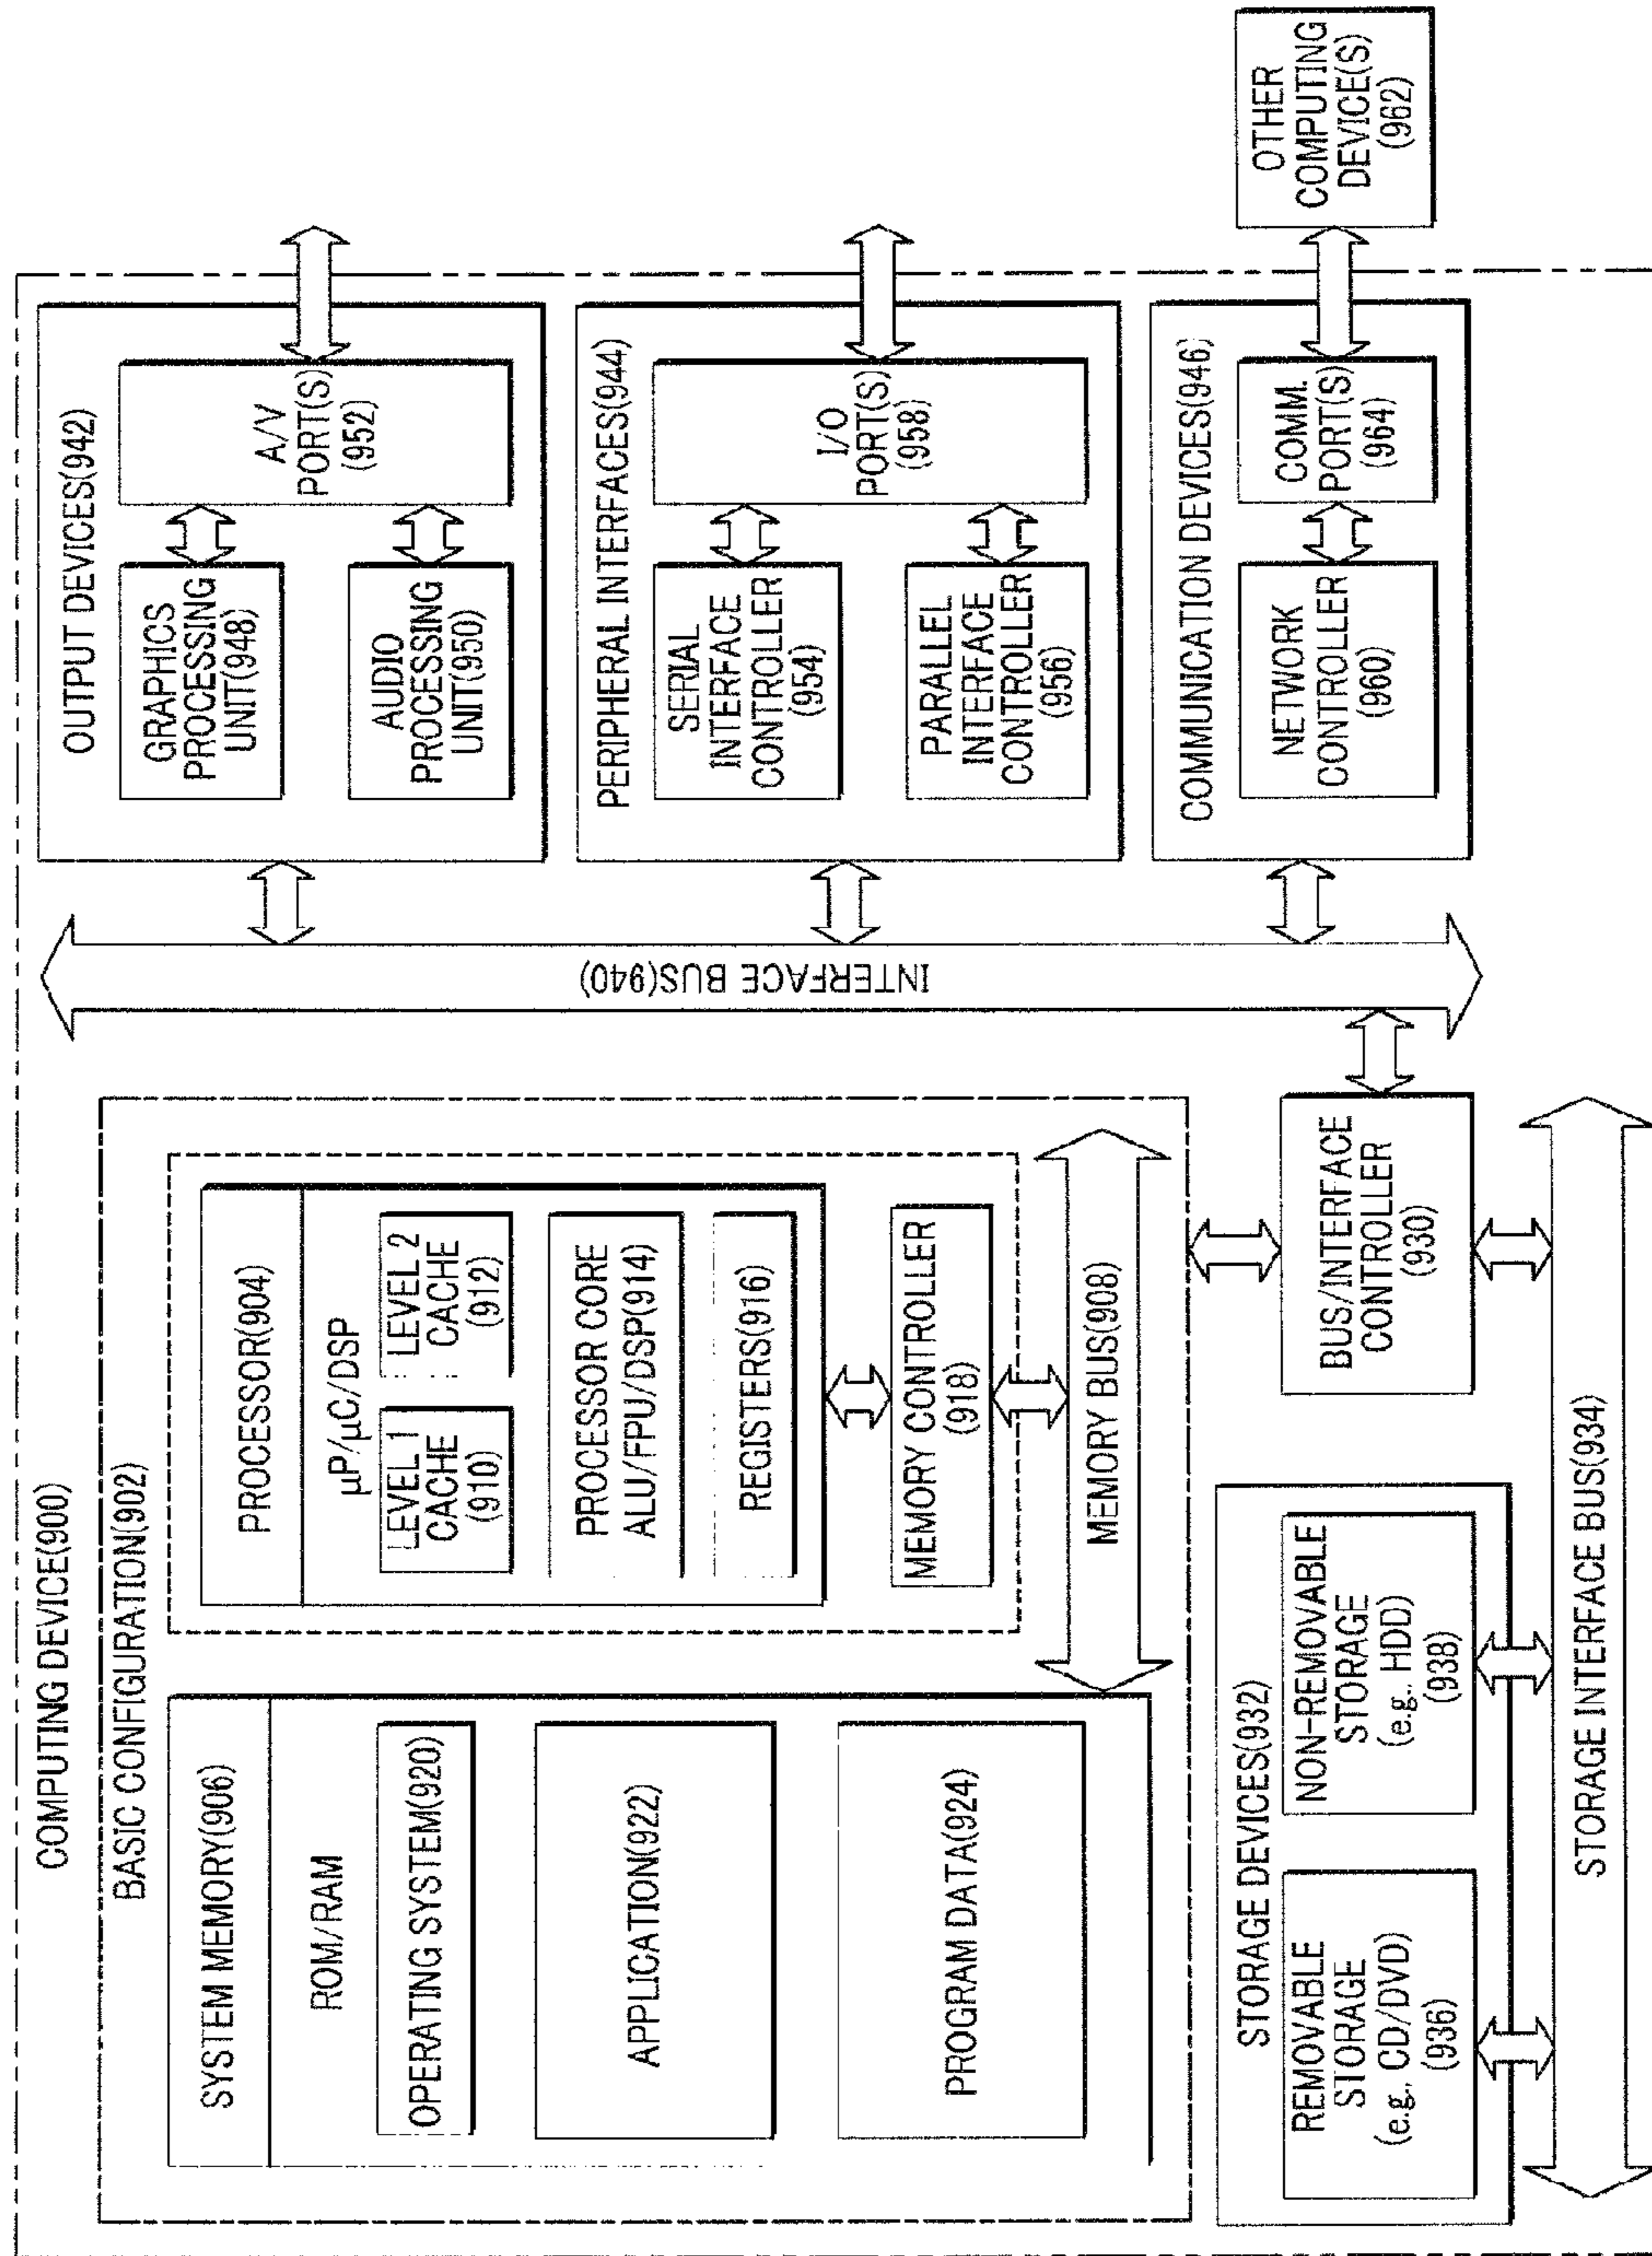 COMPUTING DEVICE(900)
BASIC CONFIGURATION(902)
SYSTEM MEMORY(906)
ROM/RAM
OPERATING SYSTEM(920)
APPLICATION(922)
PROGRAM DATA(924)
PROCESSOR(904)
μP/μC/DSP
LEVEL 1
CACHE
(910)
LEVEL 2
CACHE
(912)
PROCESSOR CORE
ALU/FPU/DSP(914)
REGISTERS(916)
MEMORY CONTROLLER
(918)
MEMORY BUS(908)
BUS/INTERFACE
CONTROLLER
(930)
STORAGE DEVICES(932)
REMOVABLE
STORAGE
(e.g., CD/DVD)
(936)
NON-REMOVABLE
STORAGE
(e.g., HDD)
(938)
STORAGE INTERFACE BUS(934)
INTERFACE BUS(940)
OUTPUT DEVICES(942)
GRAPHICS
PROCESSING
UNIT(948)
AUDIO
PROCESSING
UNIT(950)
A/V
PORT(S)
(952)
PERIPHERAL INTERFACES(944)
SERIAL
INTERFACE
CONTROLLER
(954)
PARALLEL
INTERFACE
CONTROLLER
(956)
I/O
PORT(S)
(958)
COMMUNICATION DEVICES(946)
NETWORK
CONTROLLER
(960)
COMM.
PORT(S)
(964)
OTHER
COMPUTING
DEVICE(S)
(962)